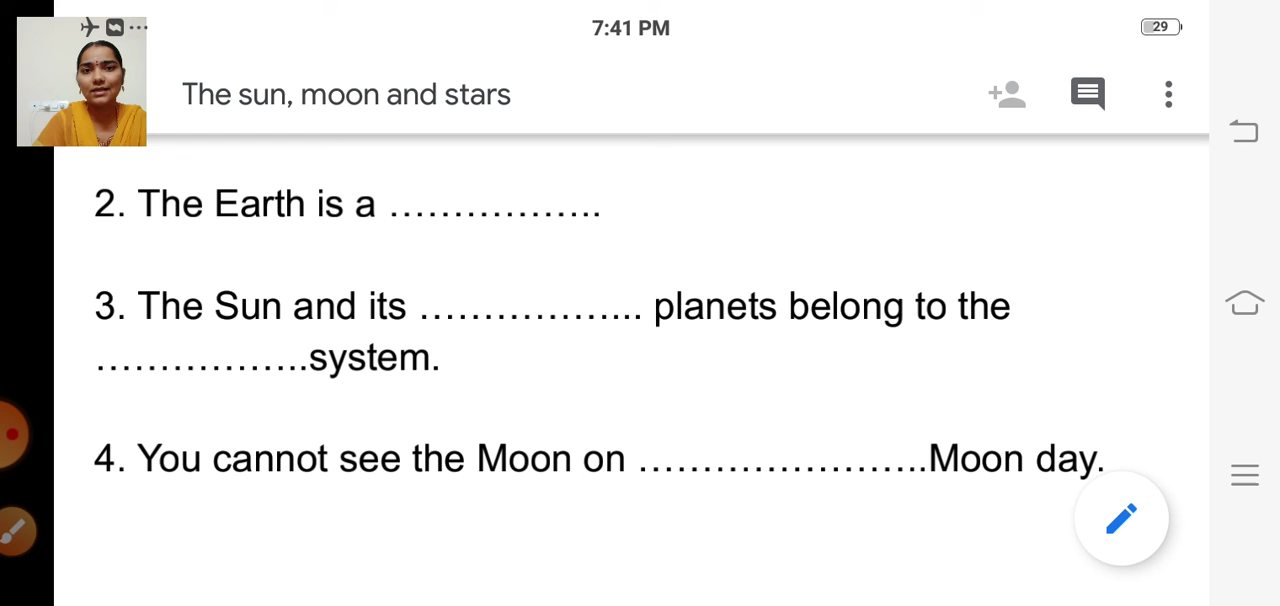 7:41 PM
29
The sun, moon and stars
2. The Earth is a ……………..
3. The Sun and its ……………... planets belong to the
……………..system.
4. You cannot see the Moon on …………………..Moon day.